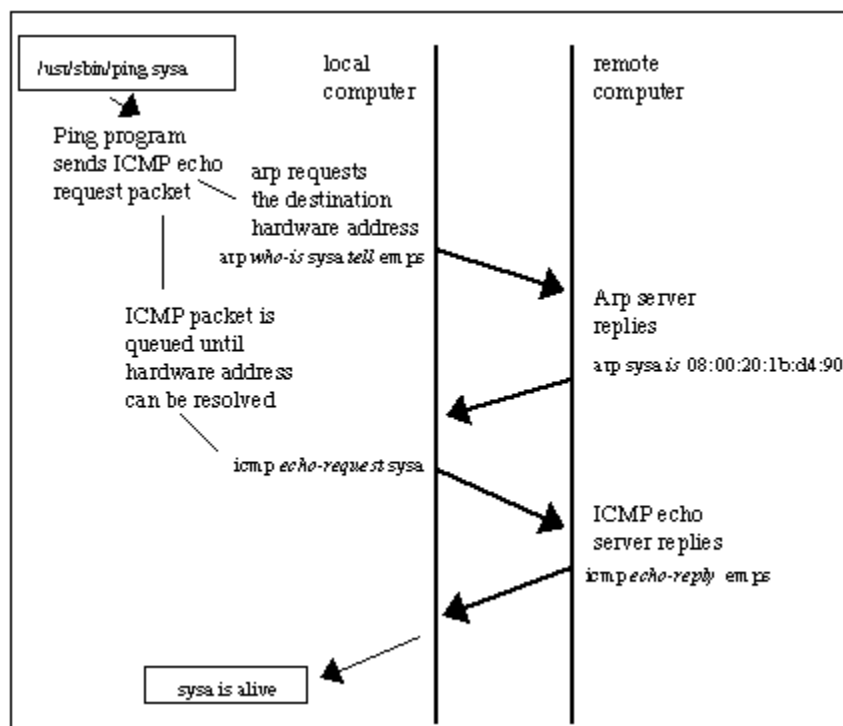 /usr/sbin/ping sysa
local
computer
remote
computer
Ping program
sends ICMP echo
request packet
arp requests
the destination
hardware address
arp who-is sysa tell emps
Arp server
replies
arp sysa is 08:00:20:1b:d4:90
ICMP packet is
queued until
hardware address
can be resolved
icmp echo-request sysa
ICMP echo
server replies
icmp echo-reply emps
sysa is alive